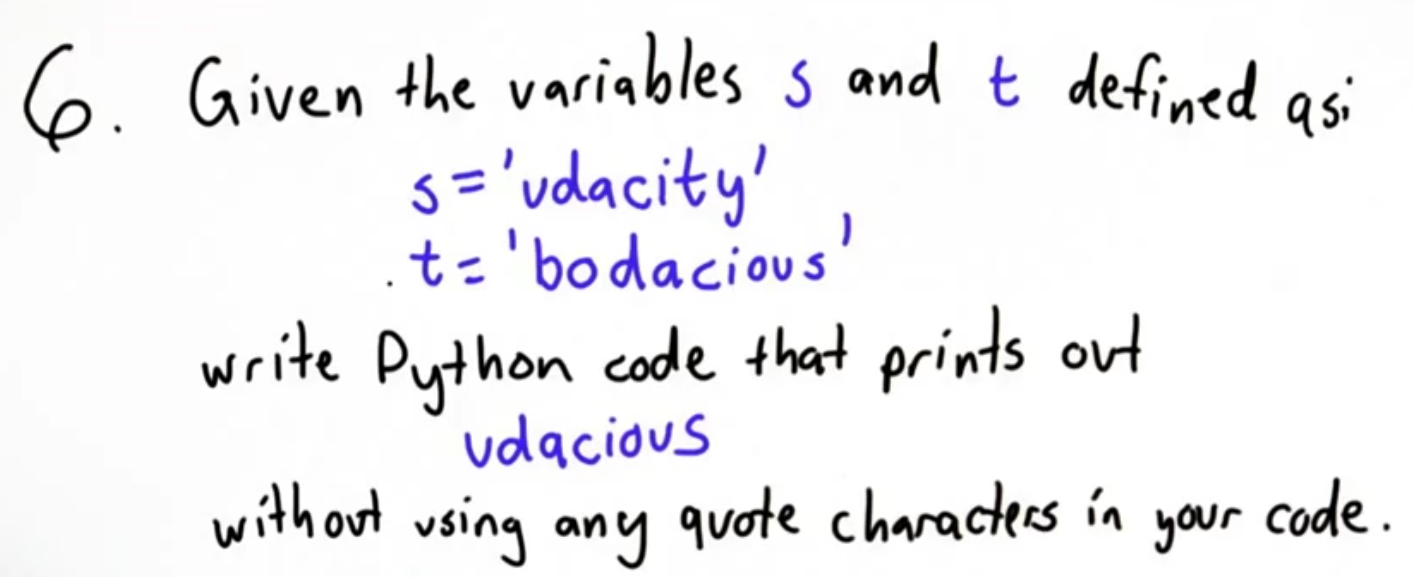 6. Given the variables s and t defined as:
s = 'udacity'
t = 'bodacious'
write Python code that prints out
udacious
without using any quote characters in your code.